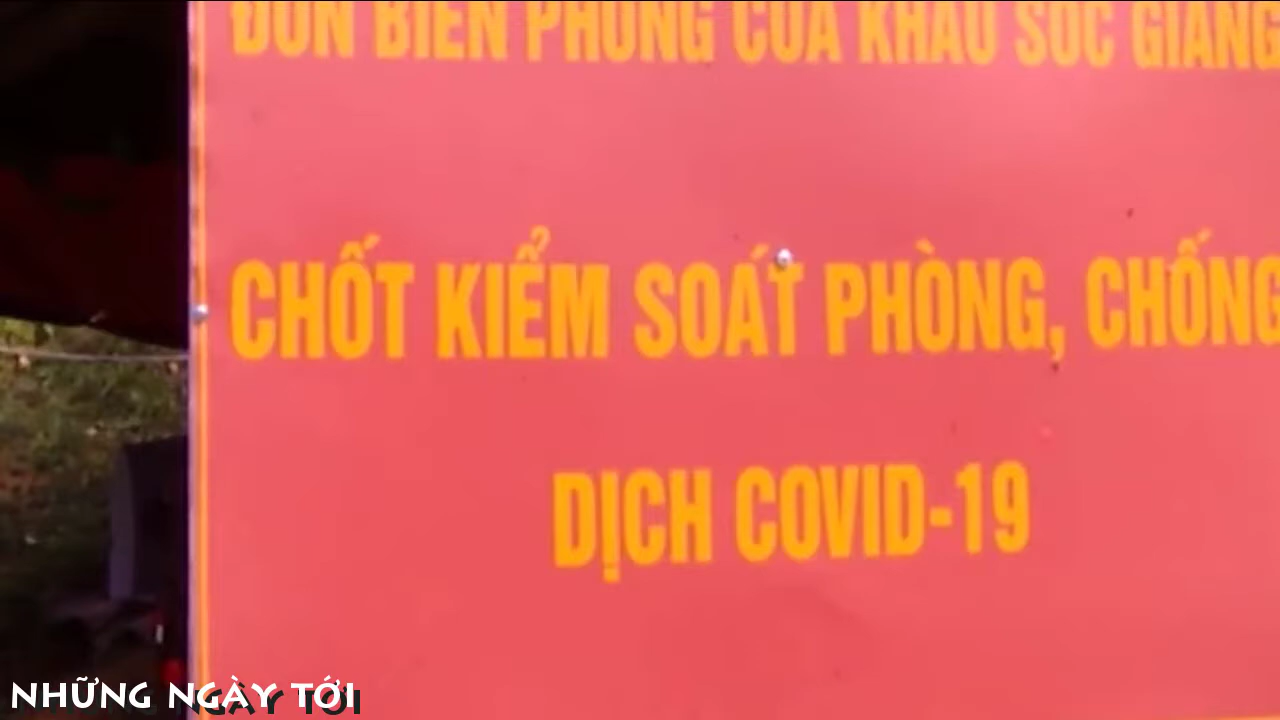 ĐỒN BIÊN PHÒNG CỬA KHẨU SÓC GIANG
CHỐT KIỂM SOÁT PHÒNG, CHỐNG
DỊCH COVID-19
NHỮNG NGÀY TỚI